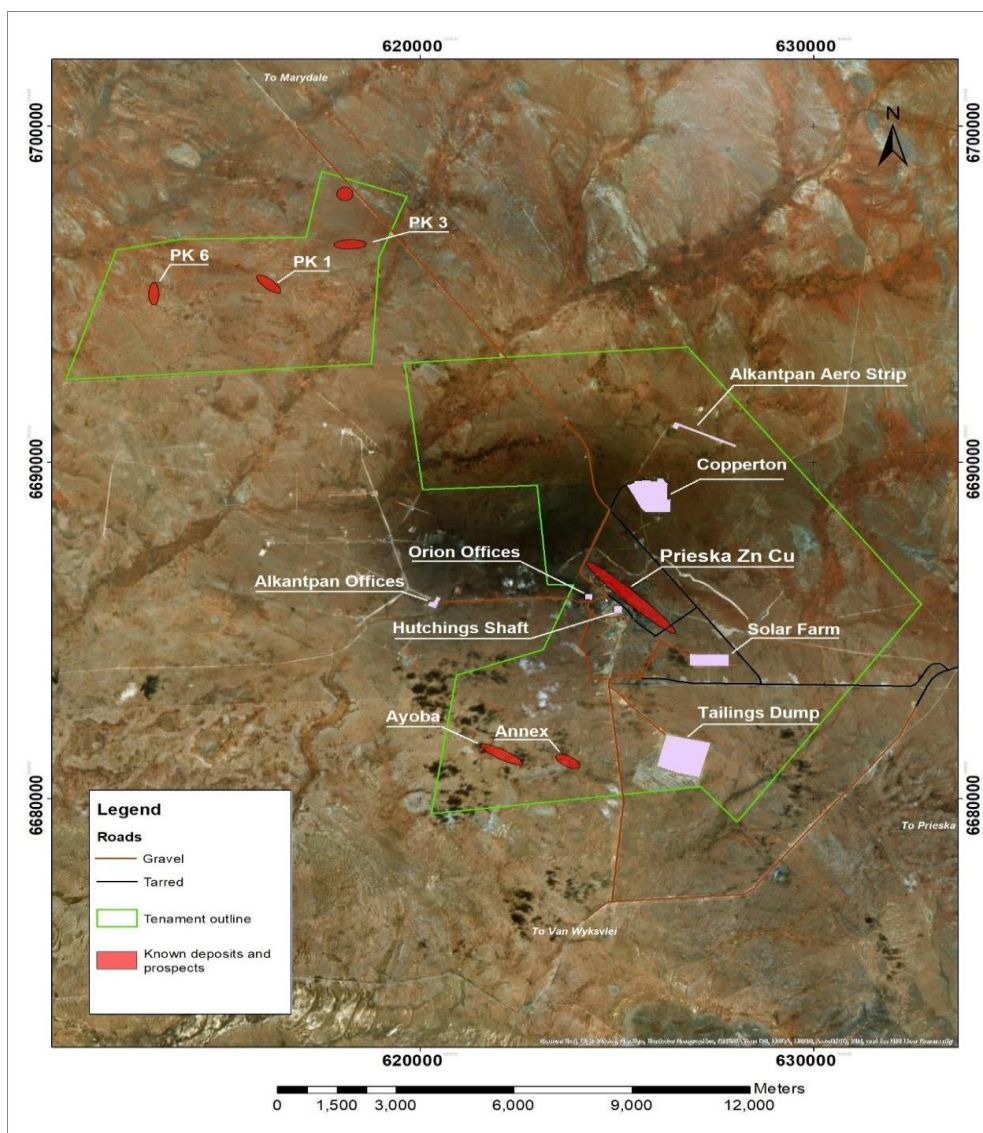 620000
630000
To Marydale
N
6700000
6700000
PK 3
PK 6
PK 1
Alkantpan Aero Strip
6690000
Copperton
6690000
Orion Offices
Prieska Zn Cu
Alkantpan Offices
Hutchings Shaft
Solar Farm
Ayoba
Annex
Tailings Dump
6680000
6680000
To Prieska
To Van Wyksvlei
Legend
Roads
Gravel
Tarred
Tenament outline
Known deposits and
prospects
620000
630000
Meters
0 1,500 3,000 6,000 9,000 12,000